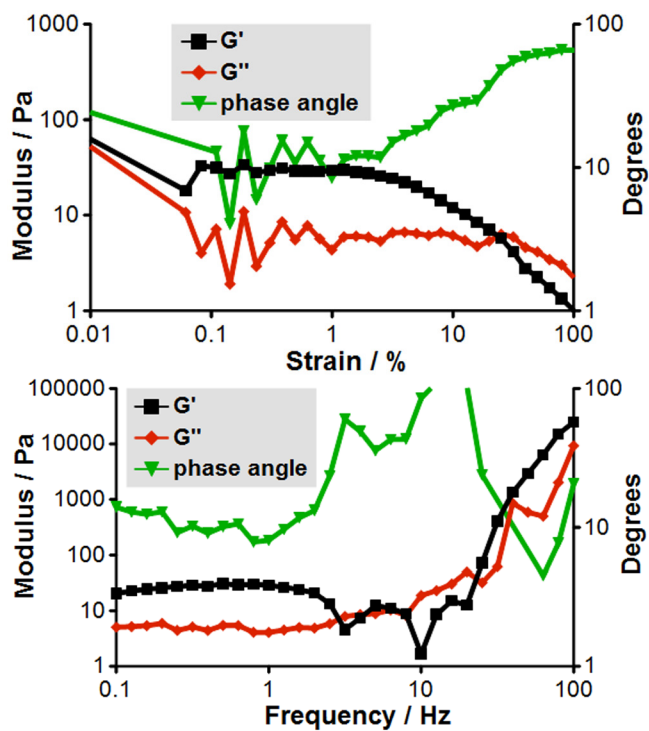 1000
100
10
1
Modulus / Pa
G'
G''
phase angle
100
10
1
Degrees
0.01
0.1
1
10
100
Strain / %
100000
10000
1000
100
10
1
Modulus / Pa
G'
G''
phase angle
100
10
1
Degrees
0.1
1
10
100
Frequency / Hz